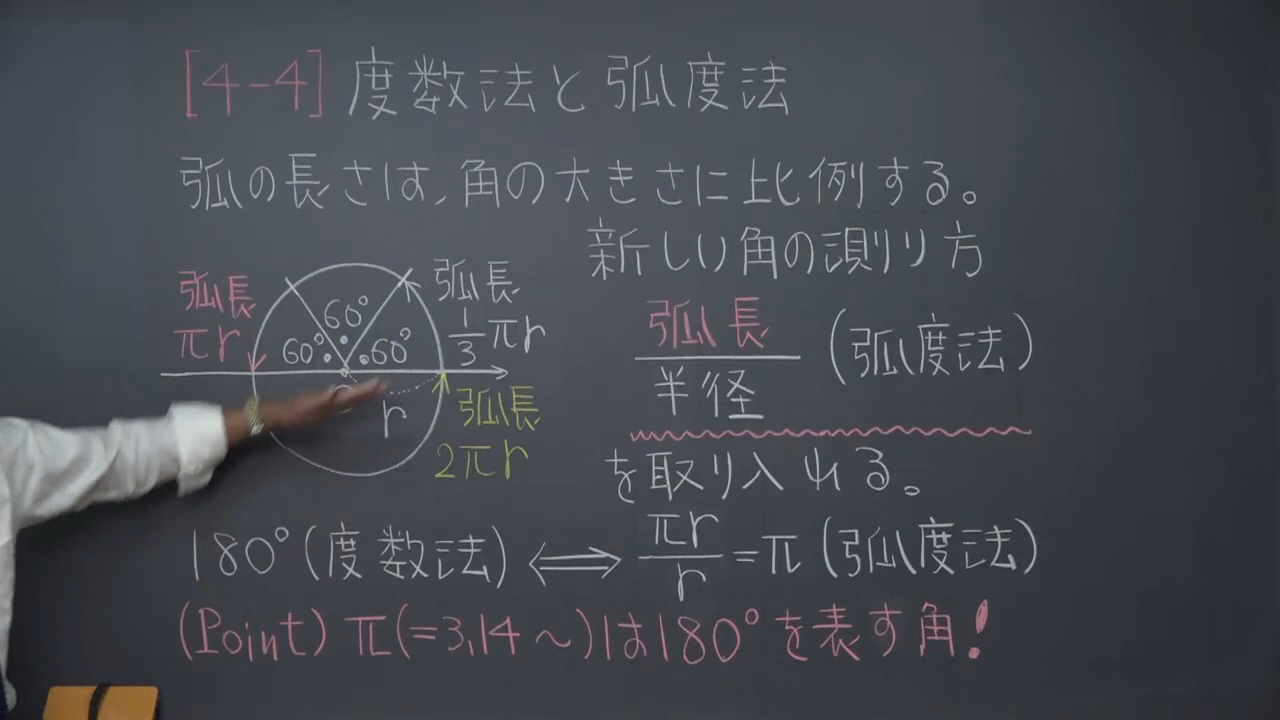 [4-4] 度数法と弧度法
弧の長さは、角の大きさに比例する。
新しい角の測り方
弧長
πr
60°
60°
60°
弧長
1/3 πr
r
弧長
2πr
弧長/半径 (弧度法)
を取り入れる。
180°(度数法) ⟺ πr/r = π (弧度法)
(Point) π(=3.14〜)は180°を表す角!